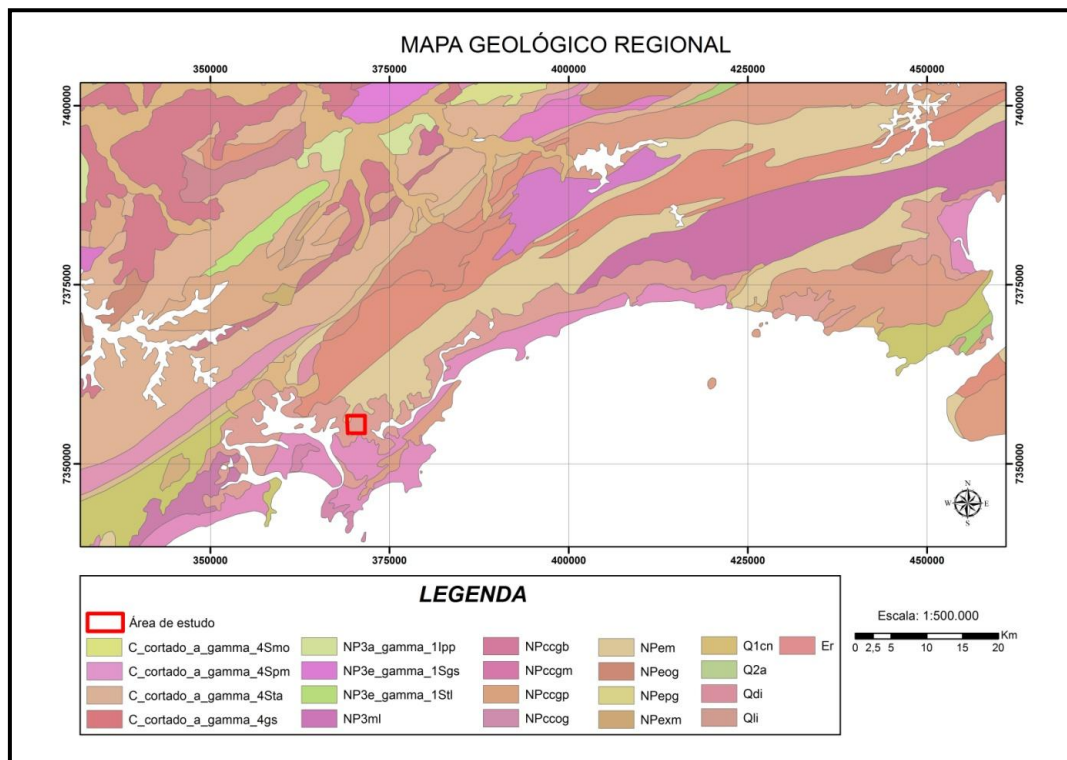 MAPA GEOLÓGICO REGIONAL
350000 375000 400000 425000 450000
7400000 7400000
7375000 7375000
7350000 7350000
N
W E
S
350000 375000 400000 425000 450000
LEGENDA
Área de estudo
C_cortado_a_gamma_4Smo NP3a_gamma_1Ipp NPccgb NPem Q1cn Er
C_cortado_a_gamma_4Spm NP3e_gamma_1Sgs NPccgm NPeog Q2a
C_cortado_a_gamma_4Sta NP3e_gamma_1Stl NPccgp NPepg Qdi
C_cortado_a_gamma_4gs NP3ml NPccog NPexm Qli
Escala: 1:500.000
Km
0 2,5 5 10 15 20